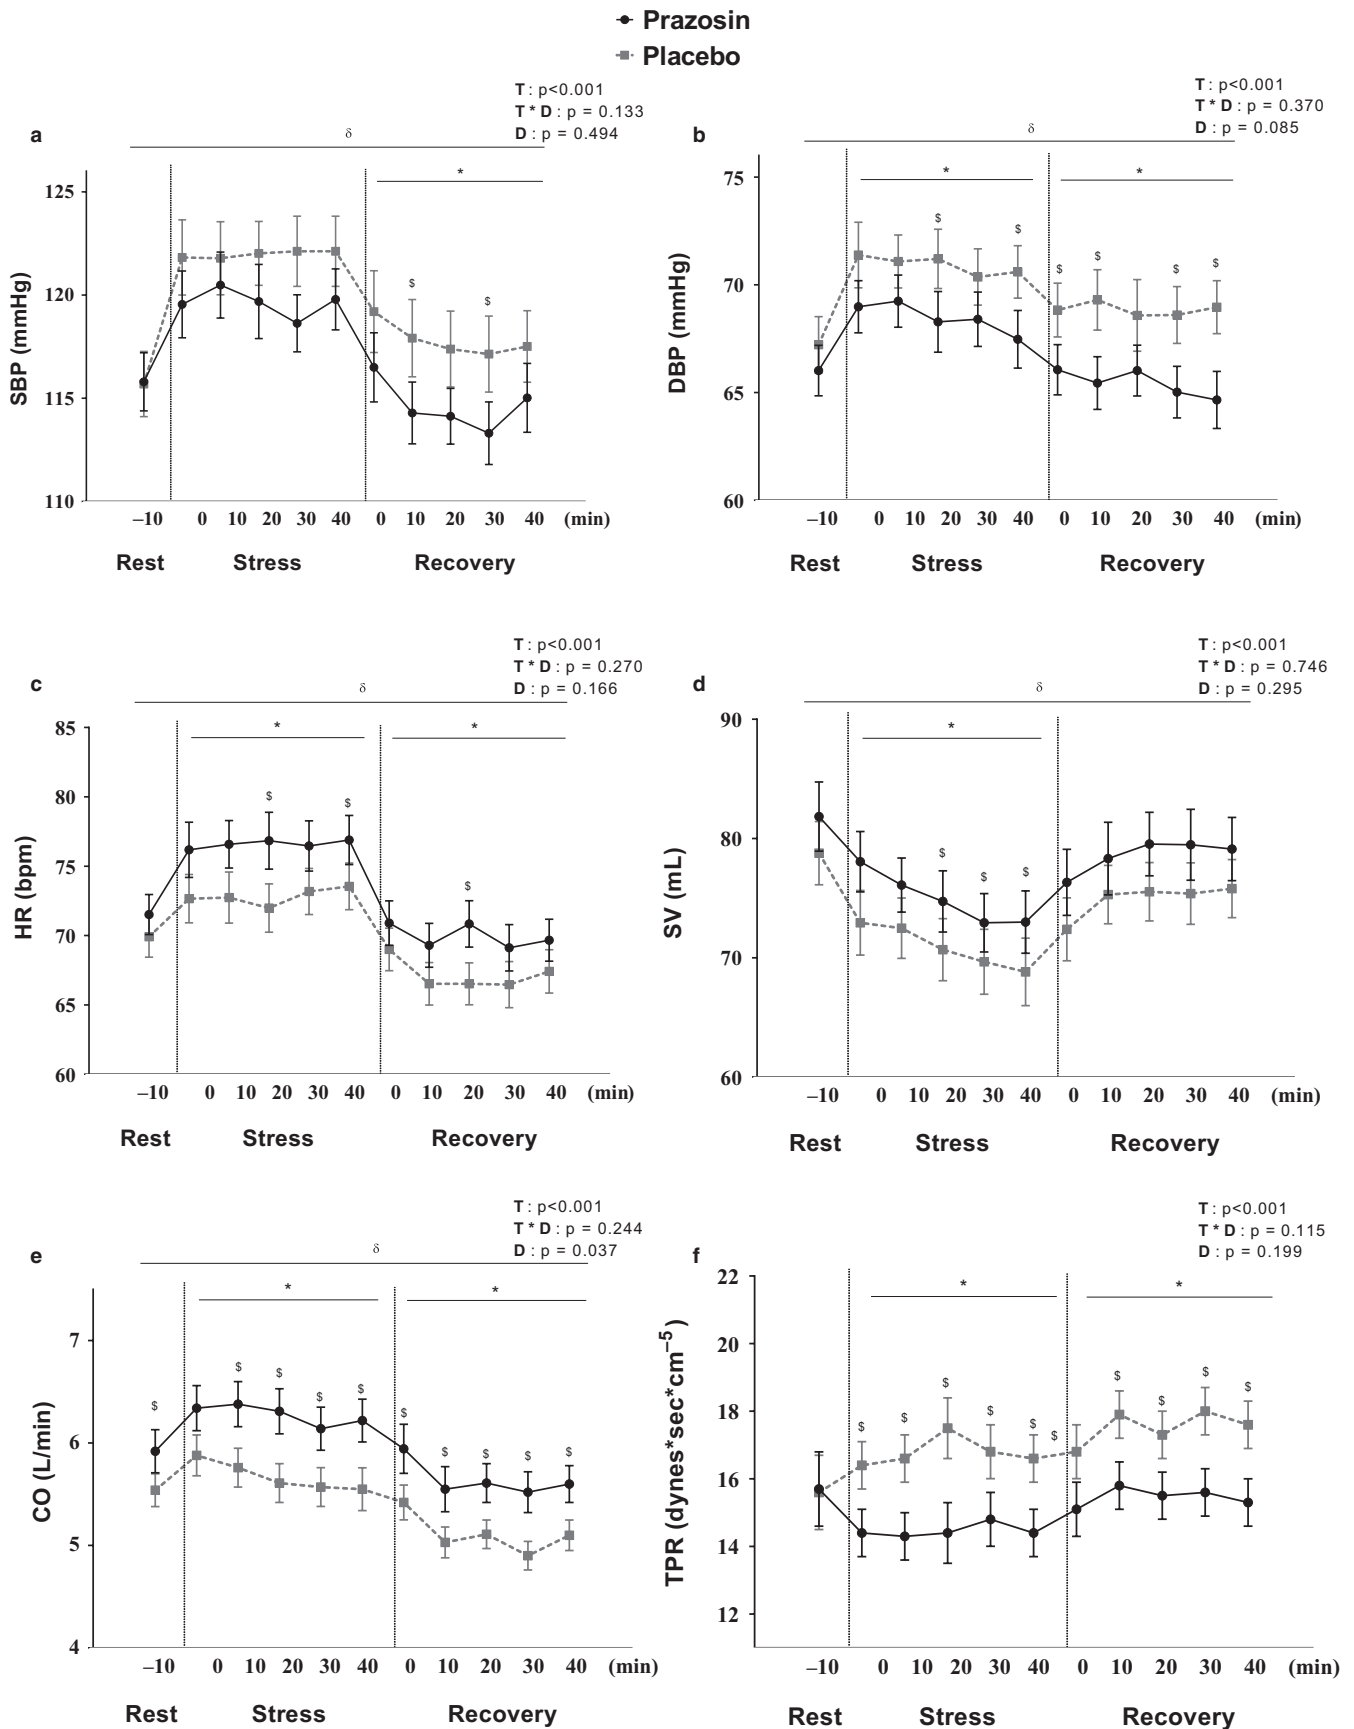 Prazosin
Placebo
T : p<0.001
T * D : p = 0.133
D : p = 0.494
a
δ
*
125
120
115
110
SBP (mmHg)
$ $
–10 0 10 20 30 40 0 10 20 30 40 (min)
Rest Stress Recovery
T : p<0.001
T * D : p = 0.370
D : p = 0.085
b
δ
* *
75
70
65
60
DBP (mmHg)
$ $ $ $ $ $
–10 0 10 20 30 40 0 10 20 30 40 (min)
Rest Stress Recovery
T : p<0.001
T * D : p = 0.270
D : p = 0.166
c
δ
* *
85
80
75
70
65
60
HR (bpm)
$ $ $
–10 0 10 20 30 40 0 10 20 30 40 (min)
Rest Stress Recovery
T : p<0.001
T * D : p = 0.746
D : p = 0.295
d
δ
*
90
80
70
60
SV (mL)
$ $ $
–10 0 10 20 30 40 0 10 20 30 40 (min)
Rest Stress Recovery
T : p<0.001
T * D : p = 0.244
D : p = 0.037
e
δ
* *
7
6
5
4
CO (L/min)
$ $ $ $ $ $ $ $ $ $
–10 0 10 20 30 40 0 10 20 30 40 (min)
Rest Stress Recovery
T : p<0.001
T * D : p = 0.115
D : p = 0.199
f
* *
22
20
18
16
14
12
TPR (dynes*sec*cm⁻⁵)
$ $ $ $ $ $ $ $ $ $
–10 0 10 20 30 40 0 10 20 30 40 (min)
Rest Stress Recovery